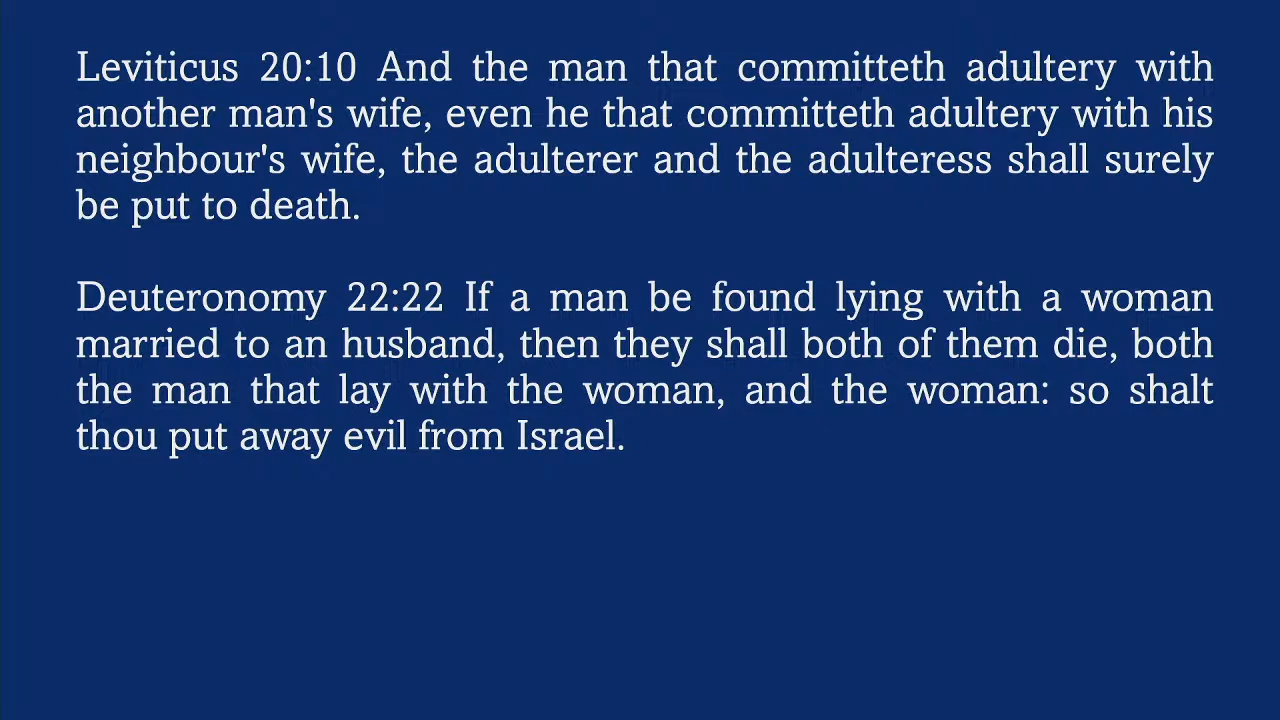 Leviticus 20:10 And the man that committeth adultery with
another man's wife, even he that committeth adultery with his
neighbour's wife, the adulterer and the adulteress shall surely
be put to death.
Deuteronomy 22:22 If a man be found lying with a woman
married to an husband, then they shall both of them die, both
the man that lay with the woman, and the woman: so shalt
thou put away evil from Israel.